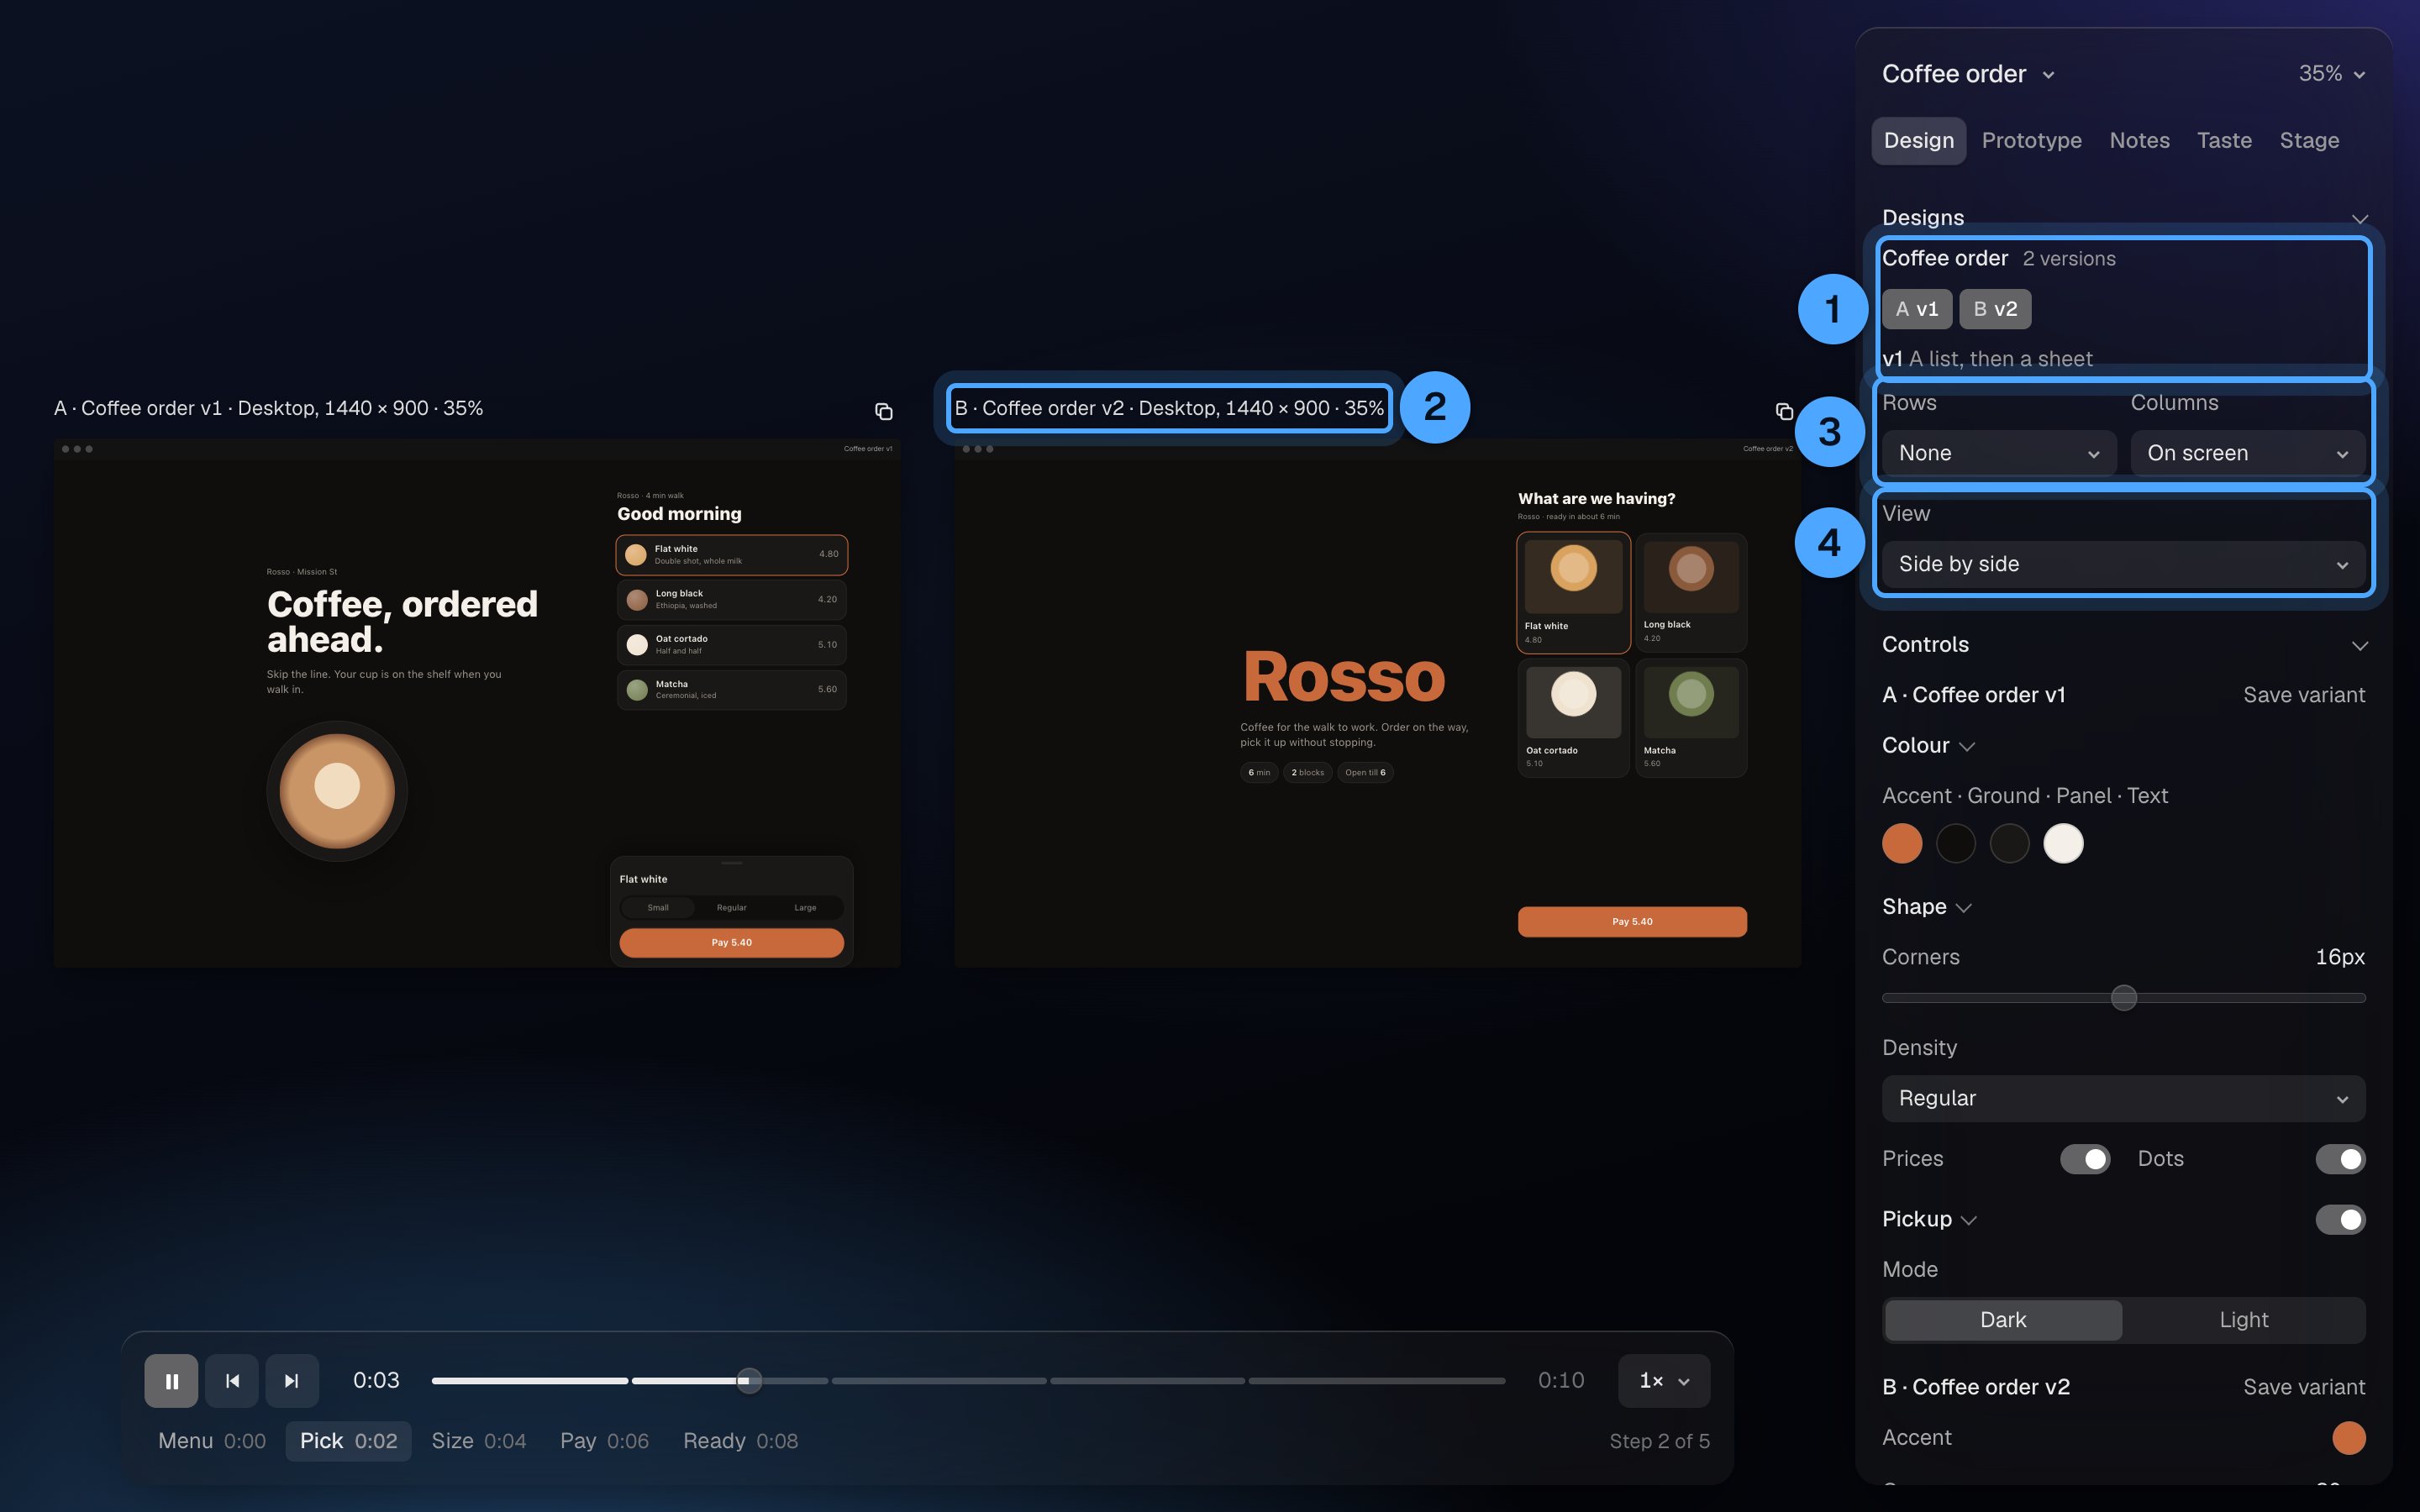 Coffee order
35%
Design Prototype Notes Taste Stage
Designs
1
Coffee order 2 versions
A v1 B v2
v1 A list, then a sheet
3
Rows Columns
None On screen
4
View
Side by side
Controls
A · Coffee order v1 Save variant
Colour
Accent · Ground · Panel · Text
Shape
Corners 16px
Density
Regular
Prices Dots
Pickup
Mode
Dark Light
B · Coffee order v2 Save variant
Accent
A · Coffee order v1 · Desktop, 1440 × 900 · 35%
Coffee order v1
Rosso · Mission St
Coffee, ordered
ahead.
Skip the line. Your cup is on the shelf when you
walk in.
Rosso · 4 min walk
Good morning
Flat white
Double shot, whole milk
4.80
Long black
Ethiopia, washed
4.20
Oat cortado
Half and half
5.10
Matcha
Ceremonial, iced
5.60
Flat white
Small Regular Large
Pay 5.40
B · Coffee order v2 · Desktop, 1440 × 900 · 35%
2
Coffee order v2
Rosso
Coffee for the walk to work. Order on the way,
pick it up without stopping.
6 min 2 blocks Open till 6
What are we having?
Rosso · ready in about 6 min
Flat white
4.80
Long black
4.20
Oat cortado
5.10
Matcha
5.60
Pay 5.40
0:03 0:10 1×
Menu 0:00 Pick 0:02 Size 0:04 Pay 0:06 Ready 0:08 Step 2 of 5